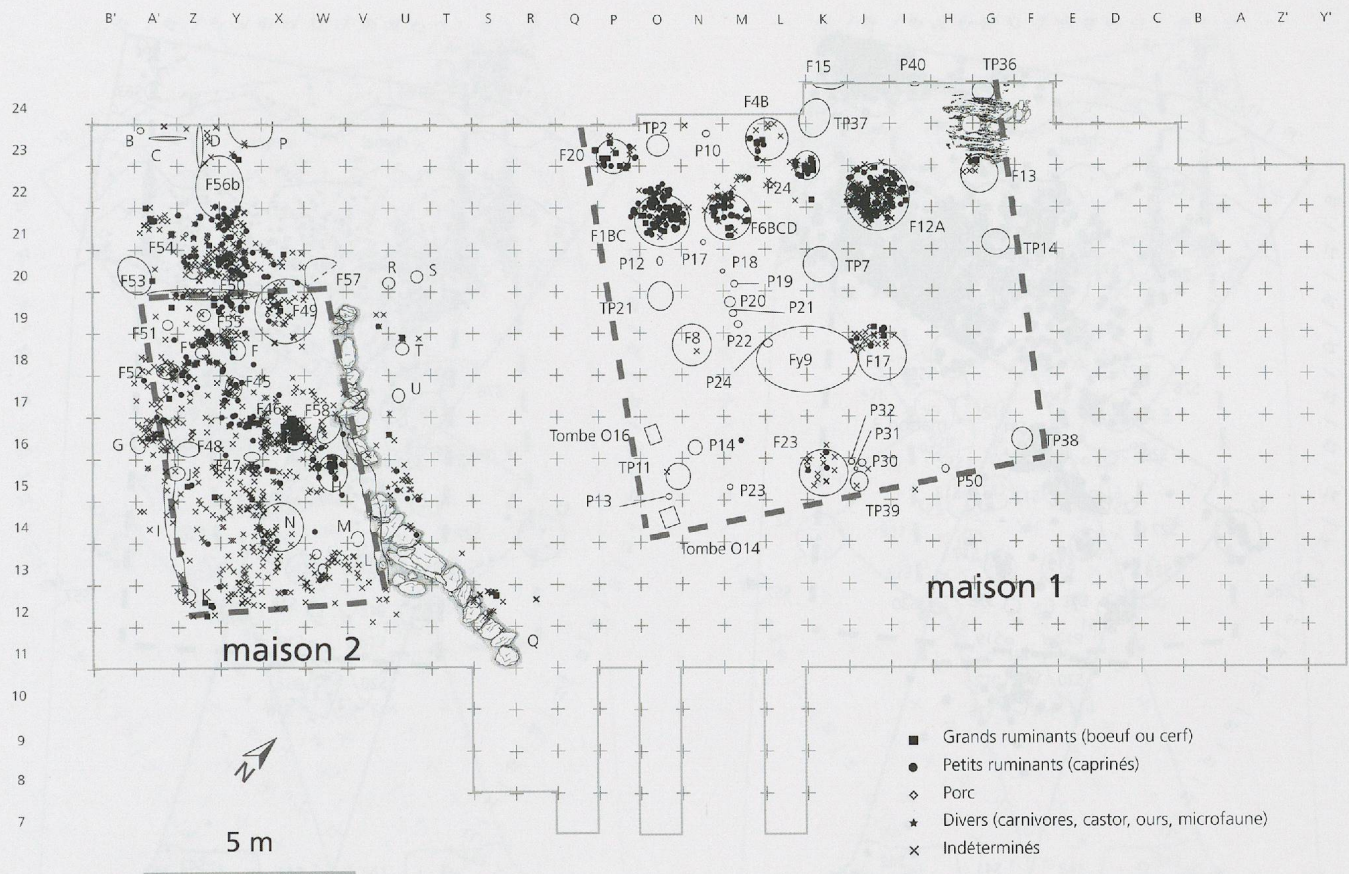 B' A' Z Y X W V U T S R Q P O N M L K J I H G F E D C B A Z' Y'
F15 P40 TP36
24
F4B
TP2 TP37
B C D P F20 P10
23
F56b P24 F13
22
F1BC F6BCD F12A
21
F54 TP14
P12 P17 P18 TP7
R S
20
F53 F50 F57 P19
P20 P21
F49 TP21
19
F51 F55
F8 P22
F F T
18
Fy9 F17
F52 F45 P24
U
17
F46 F58 P32
Tombe O16 P31
16
G F48 P14 F23 TP38
F47 TP11 P30
J H
15
P13 P23 P50
TP39
14
I N M
Tombe O14
L
13
O
K
maison 1
12
maison 2 Q
11
10
9
8
7
N
5 m
Grands ruminants (boeuf ou cerf)
Petits ruminants (caprinés)
Porc
Divers (carnivores, castor, ours, microfaune)
Indéterminés